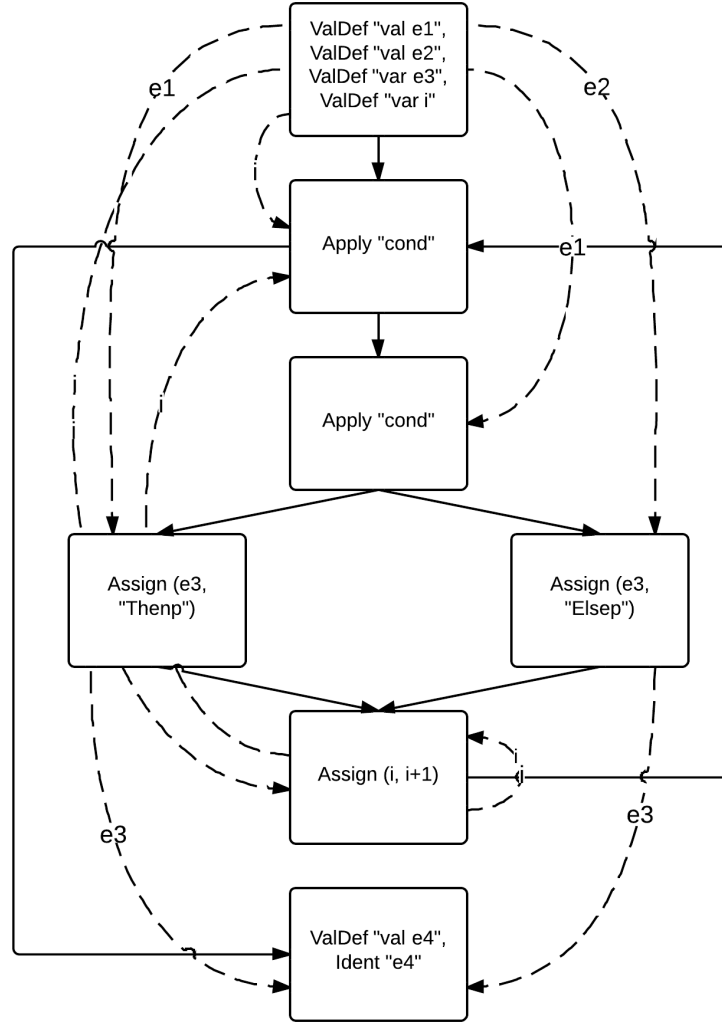 ValDef "val e1",
ValDef "val e2",
ValDef "var e3",
ValDef "var i"
e1
e2
i
Apply "cond"
e1
i
i
Apply "cond"
Assign (e3,
"Thenp")
Assign (e3,
"Elsep")
Assign (i, i+1)
i
i
e3
e3
ValDef "val e4",
Ident "e4"